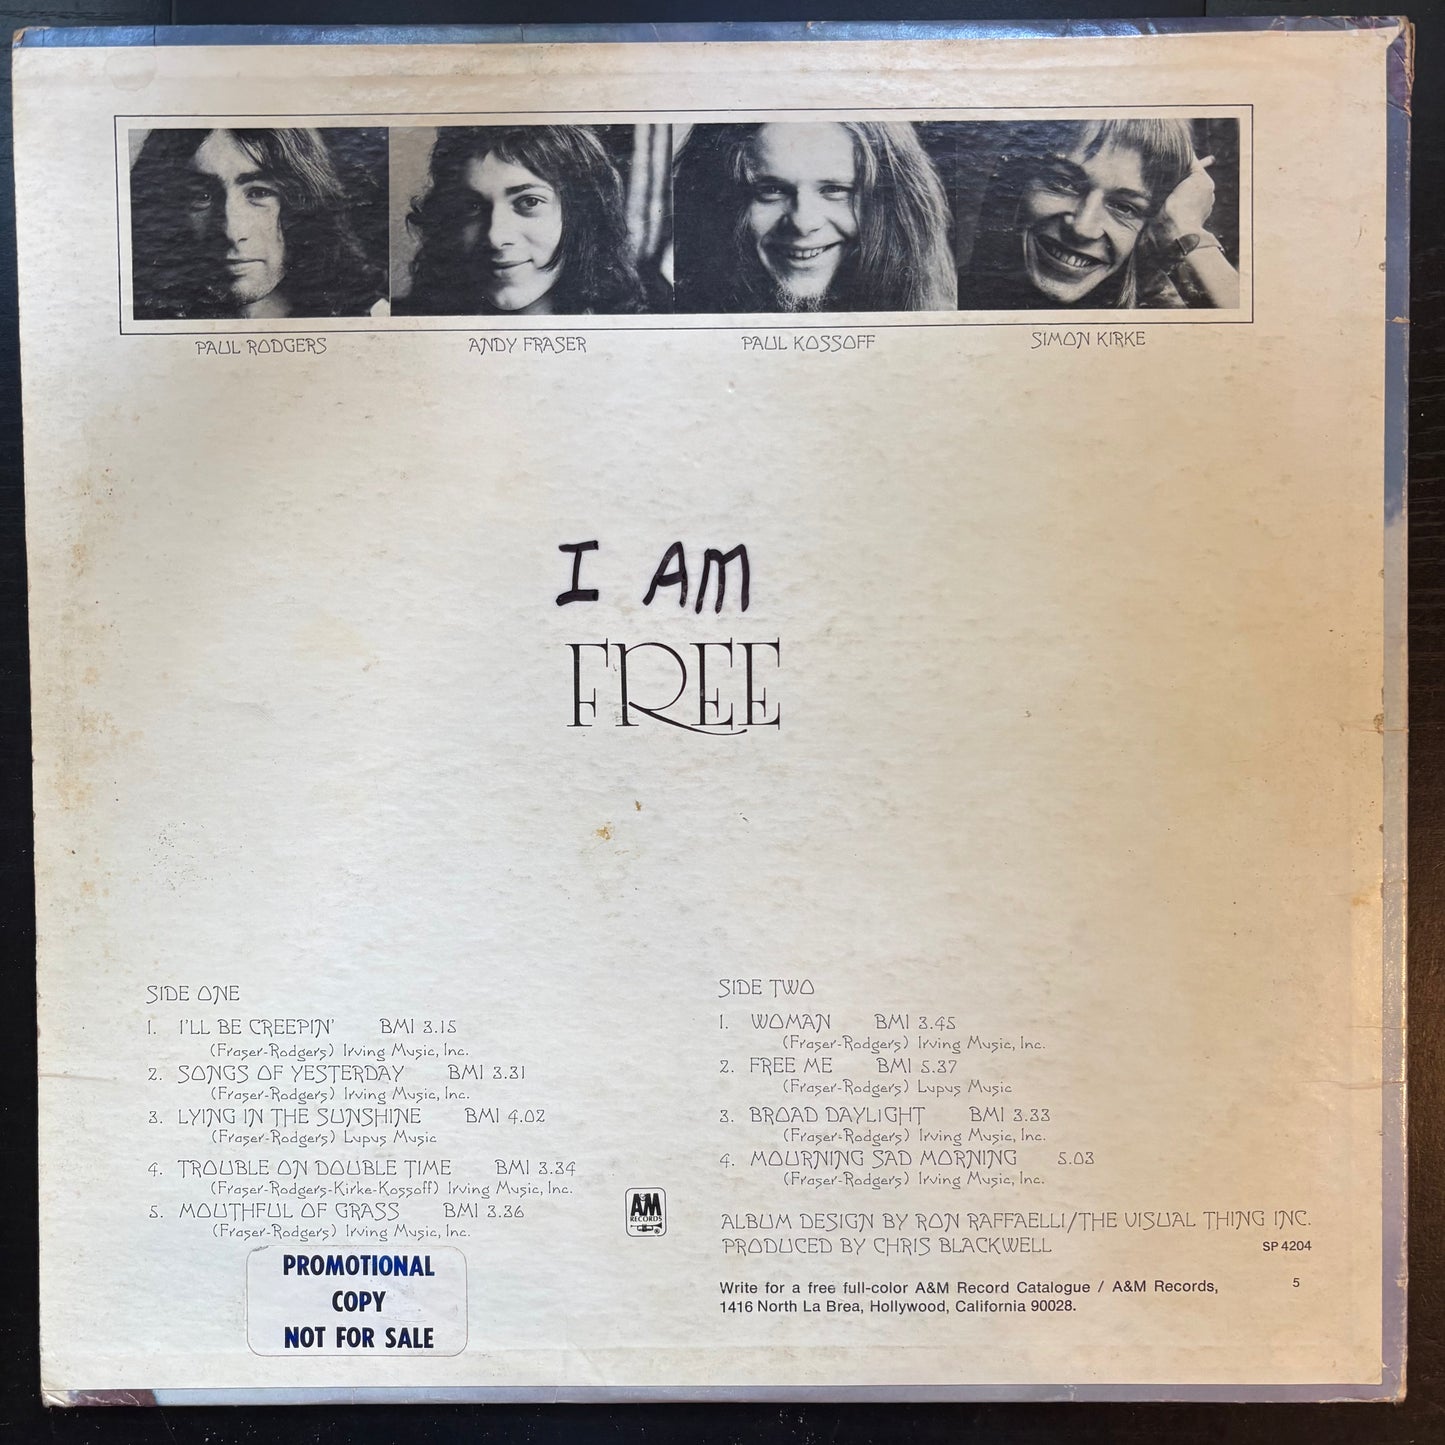 PAUL RODGERS ANDY FRASER PAUL KOSSOFF SIMON KIRKE
I AM
FREE
SIDE ONE
1. I'LL BE CREEPIN' BMI 3.15
(Fraser-Rodgers) Irving Music, Inc.
2. SONGS OF YESTERDAY BMI 3.31
(Fraser-Rodgers) Irving Music, Inc.
3. LYING IN THE SUNSHINE BMI 4.02
(Fraser-Rodgers) Lupus Music
4. TROUBLE ON DOUBLE TIME BMI 3.34
(Fraser-Rodgers-Kirke-Kossoff) Irving Music, Inc.
5. MOUTHFUL OF GRASS BMI 3.36
(Fraser-Rodgers) Irving Music, Inc.
PROMOTIONAL
COPY
NOT FOR SALE
A&M
RECORDS
SIDE TWO
1. WOMAN BMI 3.45
(Fraser-Rodgers) Irving Music, Inc.
2. FREE ME BMI 5.37
(Fraser-Rodgers) Lupus Music
3. BROAD DAYLIGHT BMI 3.33
(Fraser-Rodgers) Irving Music, Inc.
4. MOURNING SAD MORNING 5.03
(Fraser-Rodgers) Irving Music, Inc.
ALBUM DESIGN BY RON RAFFAELLI/THE VISUAL THING INC.
PRODUCED BY CHRIS BLACKWELL SP 4204
Write for a free full-color A&M Record Catalogue / A&M Records, 5
1416 North La Brea, Hollywood, California 90028.